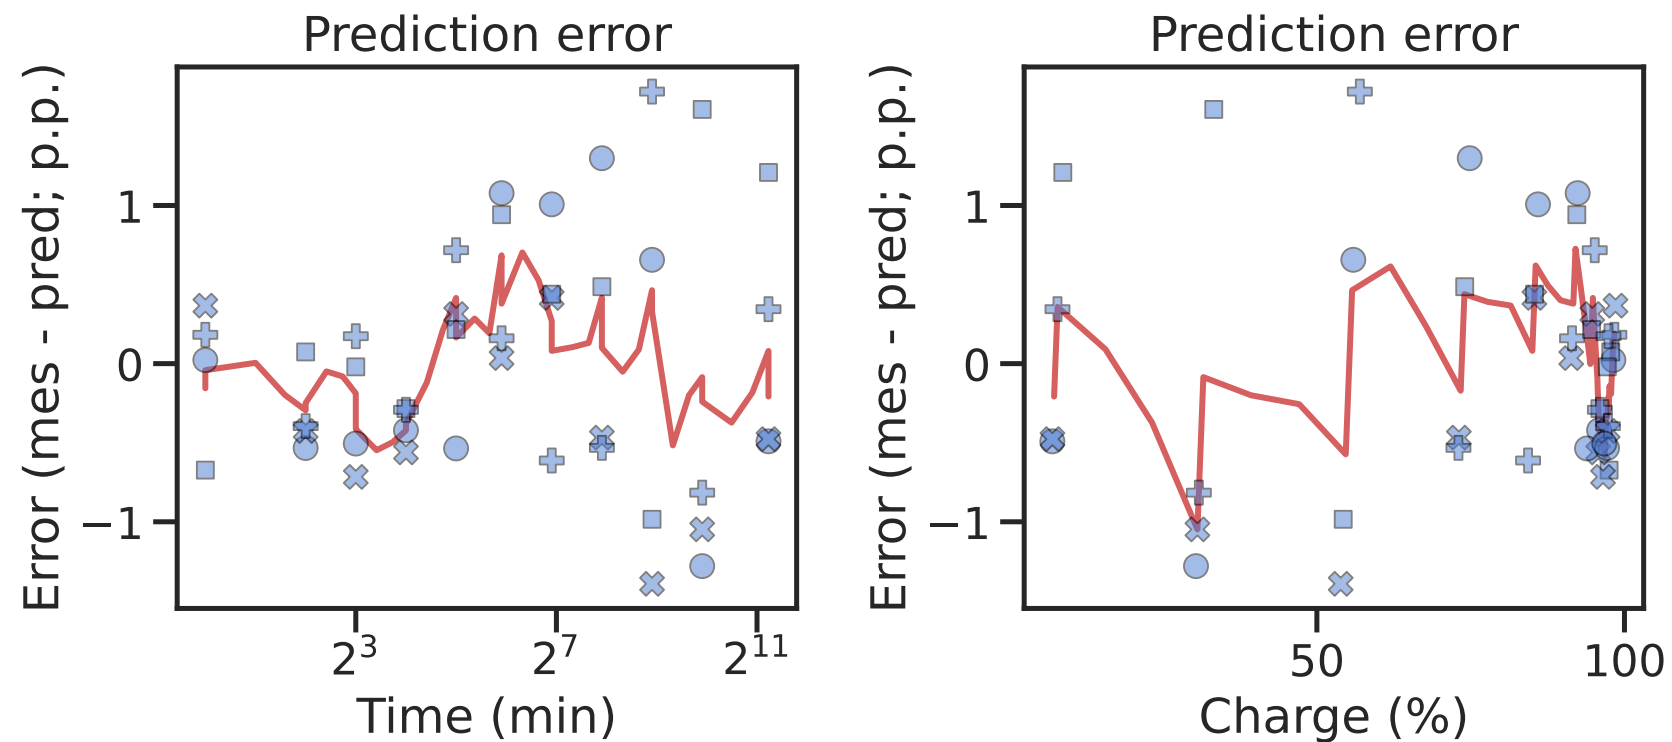 Prediction error
Error (mes - pred; p.p.)
1
0
−1
2³
2⁷
2¹¹
Time (min)
Prediction error
Error (mes - pred; p.p.)
1
0
−1
50
100
Charge (%)